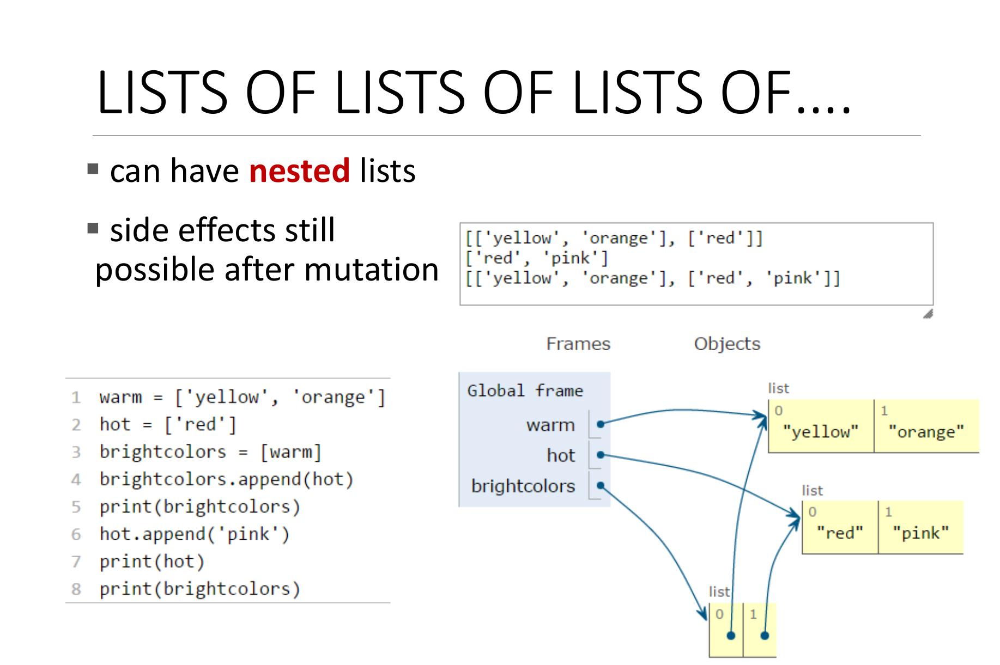 LISTS OF LISTS OF LISTS OF....
▪ can have nested lists
▪ side effects still
possible after mutation
[['yellow', 'orange'], ['red']]
['red', 'pink']
[['yellow', 'orange'], ['red', 'pink']]
1 warm = ['yellow', 'orange']
2 hot = ['red']
3 brightcolors = [warm]
4 brightcolors.append(hot)
5 print(brightcolors)
6 hot.append('pink')
7 print(hot)
8 print(brightcolors)
Frames Objects
Global frame
warm
hot
brightcolors
list
0 1
"yellow" "orange"
list
0 1
"red" "pink"
list
0 1